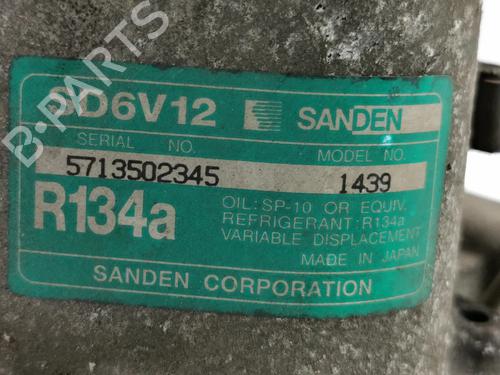 B-PARTS
SD6V12 SANDEN
SERIAL NO. MODEL NO.
5713502345 1439
R134a
OIL: SP-10 OR EQUIV.
REFRIGERANT: R134a
VARIABLE DISPLACEMENT
MADE IN JAPAN
SANDEN CORPORATION